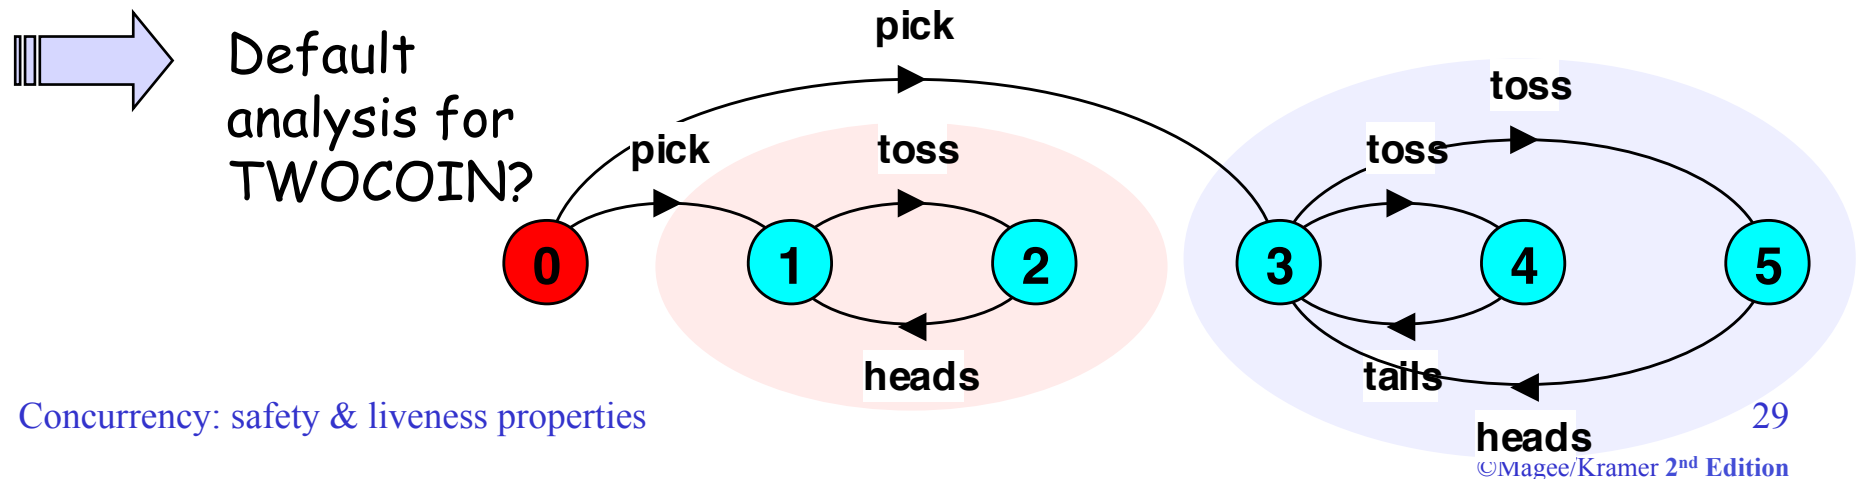 Default
analysis for
TWOCOIN?
pick
pick
toss
toss
toss
0
1
2
3
4
5
heads
tails
heads
Concurrency: safety & liveness properties
29
©Magee/Kramer 2nd Edition